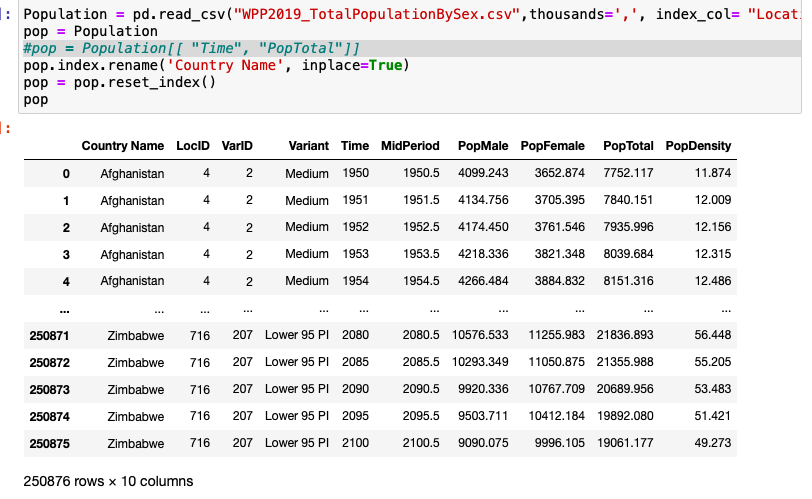 ]: Population = pd.read_csv("WPP2019_TotalPopulationBySex.csv",thousands=',', index_col= "Locati
pop = Population
#pop = Population[[ "Time", "PopTotal"]]
pop.index.rename('Country Name', inplace=True)
pop = pop.reset_index()
pop
]:
Country Name LocID VarID Variant Time MidPeriod PopMale PopFemale PopTotal PopDensity
0 Afghanistan 4 2 Medium 1950 1950.5 4099.243 3652.874 7752.117 11.874
1 Afghanistan 4 2 Medium 1951 1951.5 4134.756 3705.395 7840.151 12.009
2 Afghanistan 4 2 Medium 1952 1952.5 4174.450 3761.546 7935.996 12.156
3 Afghanistan 4 2 Medium 1953 1953.5 4218.336 3821.348 8039.684 12.315
4 Afghanistan 4 2 Medium 1954 1954.5 4266.484 3884.832 8151.316 12.486
... ... ... ... ... ... ... ... ... ... ...
250871 Zimbabwe 716 207 Lower 95 PI 2080 2080.5 10576.533 11255.983 21836.893 56.448
250872 Zimbabwe 716 207 Lower 95 PI 2085 2085.5 10293.349 11050.875 21355.988 55.205
250873 Zimbabwe 716 207 Lower 95 PI 2090 2090.5 9920.336 10767.709 20689.956 53.483
250874 Zimbabwe 716 207 Lower 95 PI 2095 2095.5 9503.711 10412.184 19892.080 51.421
250875 Zimbabwe 716 207 Lower 95 PI 2100 2100.5 9090.075 9996.105 19061.177 49.273
250876 rows × 10 columns